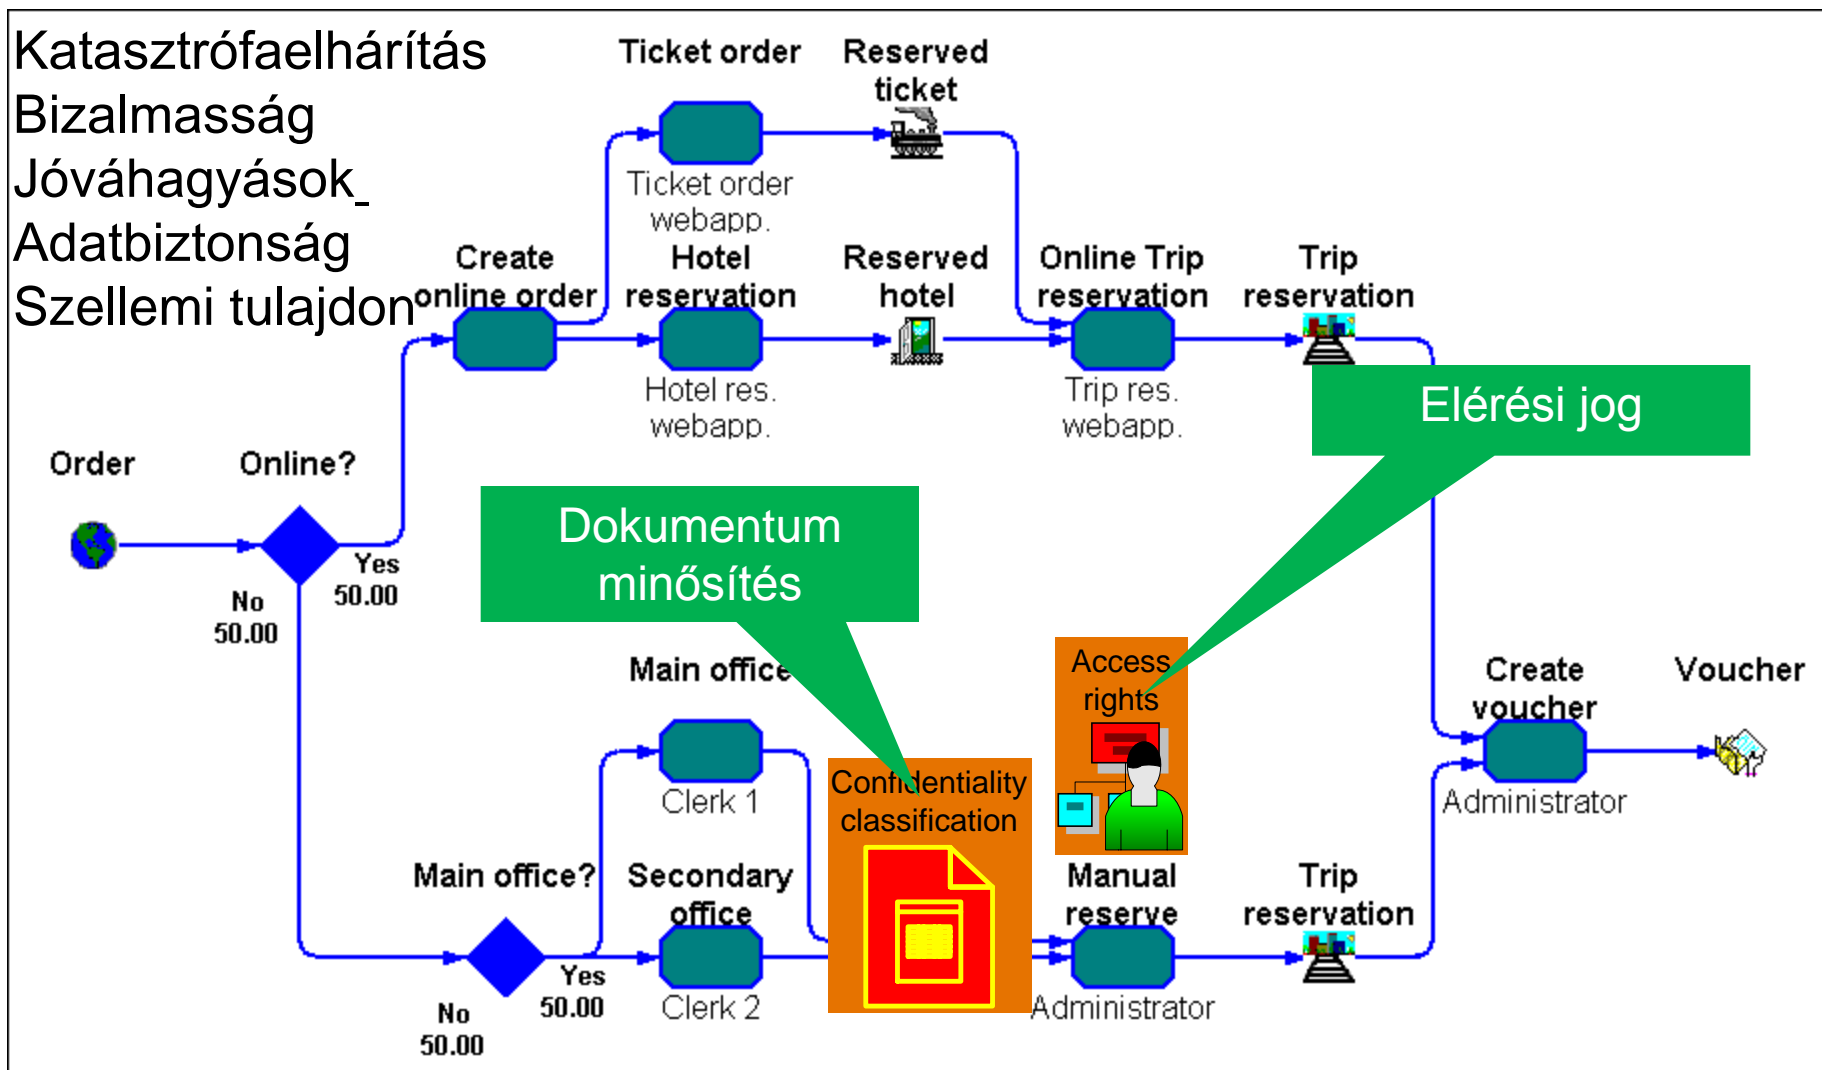 Katasztrófaelhárítás
Bizalmasság
Jóváhagyások
Adatbiztonság
Szellemi tulajdon
Ticket order
Reserved
ticket
Ticket order
webapp.
Create
online order
Hotel
reservation
Reserved
hotel
Online Trip
reservation
Trip
reservation
Hotel res.
webapp.
Trip res.
webapp.
Elérési jog
Order
Online?
Yes
50.00
No
50.00
Dokumentum
minősítés
Main office
Clerk 1
Access
rights
Confidentiality
classification
Create
voucher
Voucher
Administrator
Main office?
Secondary
office
Manual
reserve
Trip
reservation
Yes
50.00
No
50.00
Clerk 2
Administrator